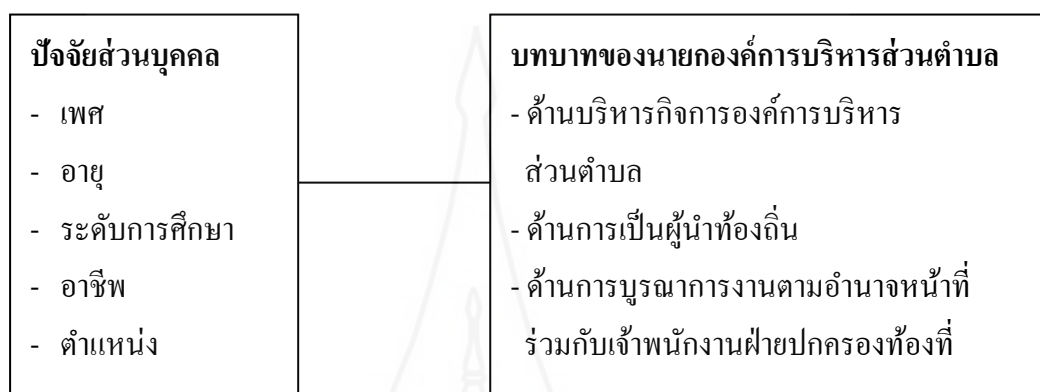 ปัจจัยส่วนบุคคล
- เพศ
- อายุ
- ระดับการศึกษา
- อาชีพ
- ตำแหน่ง
บทบาทของนายกองค์การบริหารส่วนตำบล
- ด้านบริหารกิจการองค์การบริหาร
ส่วนตำบล
- ด้านการเป็นผู้นำท้องถิ่น
- ด้านการบูรณาการงานตามอำนาจหน้าที่
ร่วมกับเจ้าพนักงานฝ่ายปกครองท้องที่